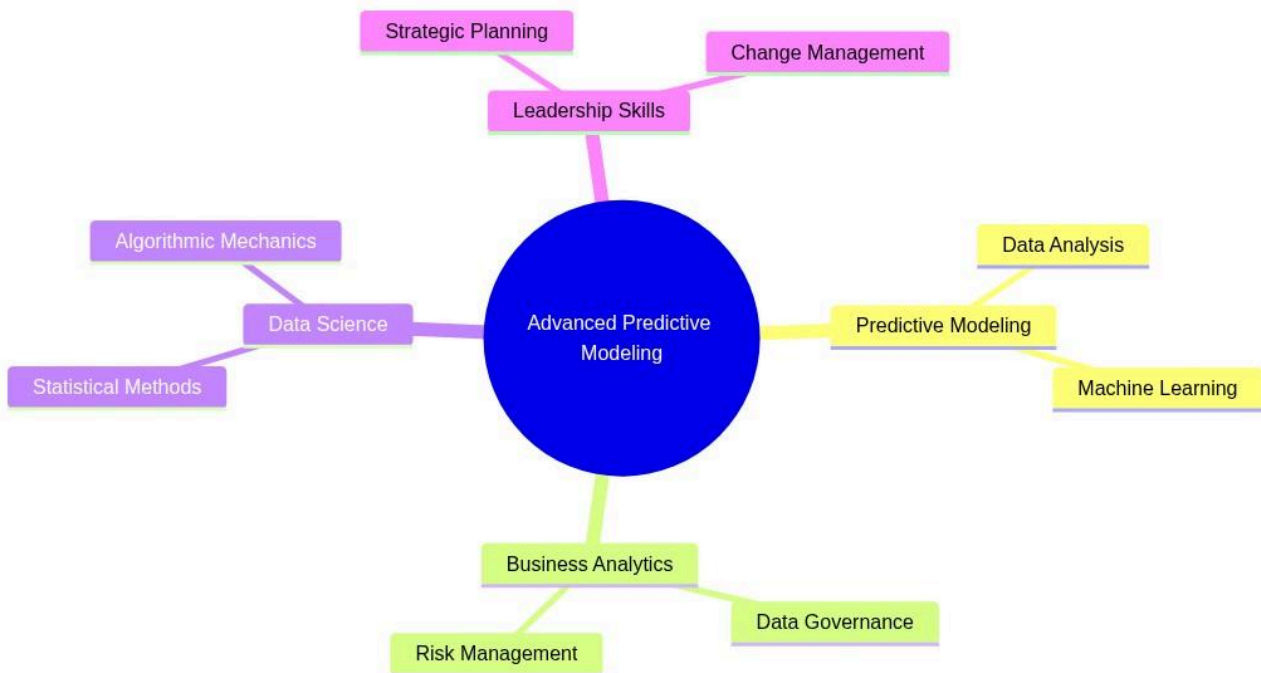 Strategic Planning
Change Management
Leadership Skills
Algorithmic Mechanics
Data Science
Statistical Methods
Advanced Predictive
Modeling
Data Analysis
Predictive Modeling
Machine Learning
Business Analytics
Risk Management
Data Governance